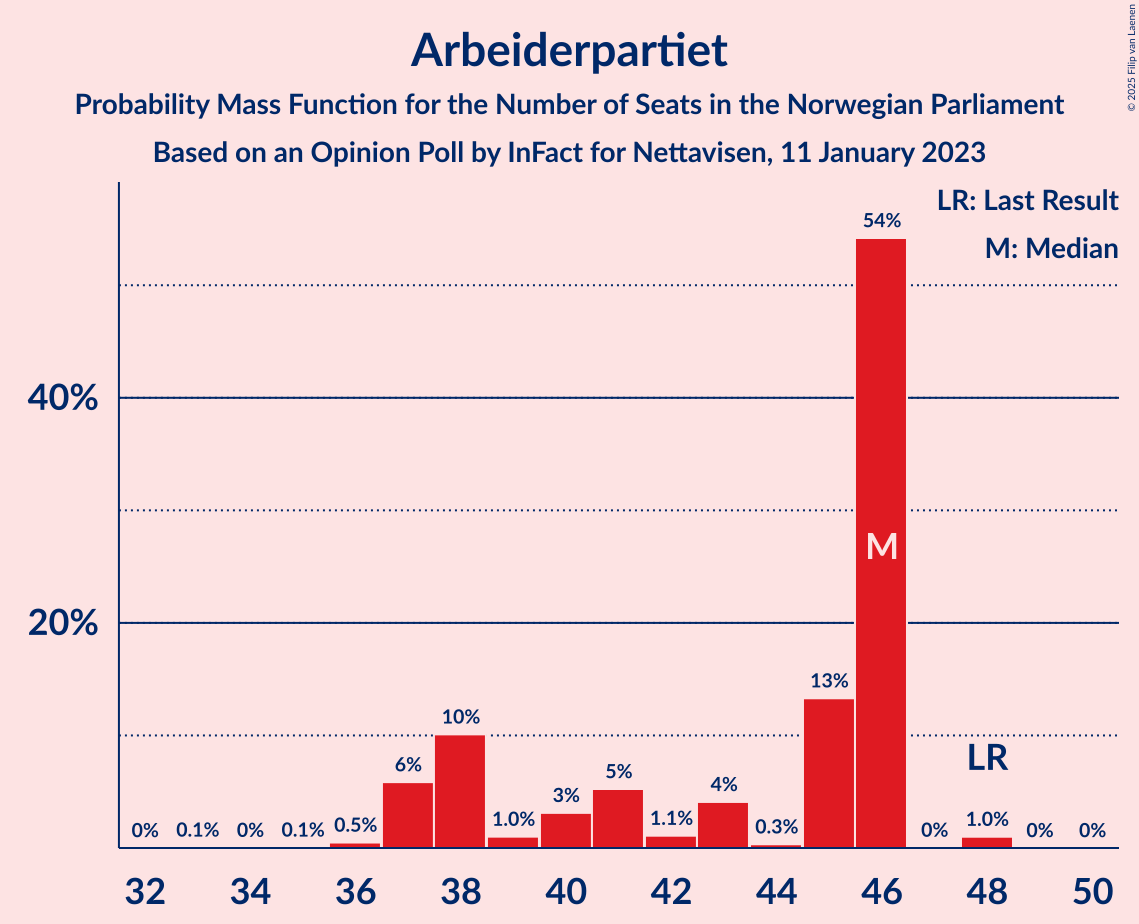 Arbeiderpartiet
Probability Mass Function for the Number of Seats in the Norwegian Parliament
Based on an Opinion Poll by InFact for Nettavisen, 11 January 2023
© 2025 Filip van Laenen
LR: Last Result
M: Median
40%
20%
0%
0.1%
0%
0.1%
0.5%
6%
10%
1.0%
3%
5%
1.1%
4%
0.3%
13%
54%
M
0%
LR
1.0%
0%
0%
32 34 36 38 40 42 44 46 48 50